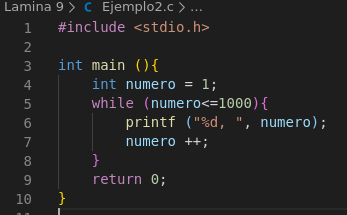 Lamina 9 > C Ejemplo2.c > ...
1 #include <stdio.h>
2
3 int main (){
4 int numero = 1;
5 while (numero<=1000){
6 printf ("%d, ", numero);
7 numero ++;
8 }
9 return 0;
10 }
11